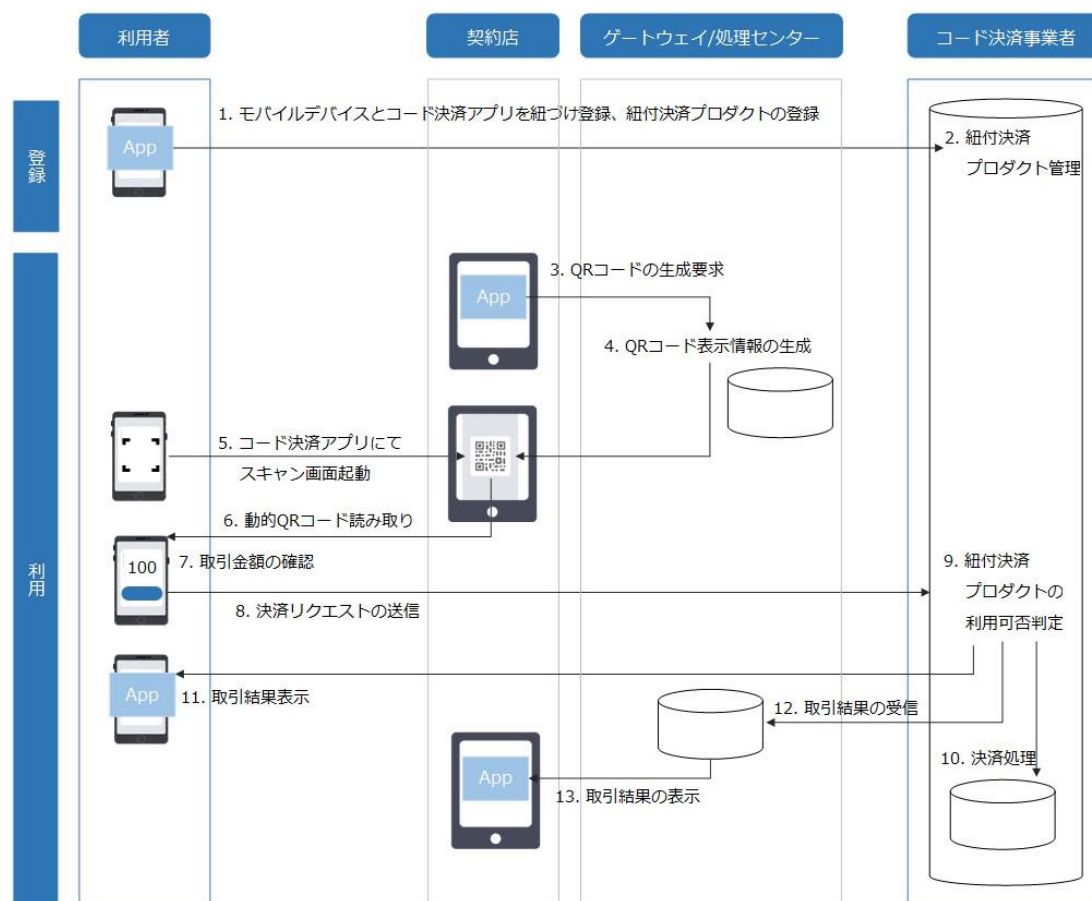 利用者
契約店
ゲートウェイ/処理センター
コード決済事業者
登録
1. モバイルデバイスとコード決済アプリを紐づけ登録、紐付決済プロダクトの登録
App
2. 紐付決済
プロダクト管理
利用
3. QRコードの生成要求
App
4. QRコード表示情報の生成
5. コード決済アプリにて
スキャン画面起動
6. 動的QRコード読み取り
100
7. 取引金額の確認
8. 決済リクエストの送信
9. 紐付決済
プロダクトの
利用可否判定
App
11. 取引結果表示
12. 取引結果の受信
10. 決済処理
App
13. 取引結果の表示